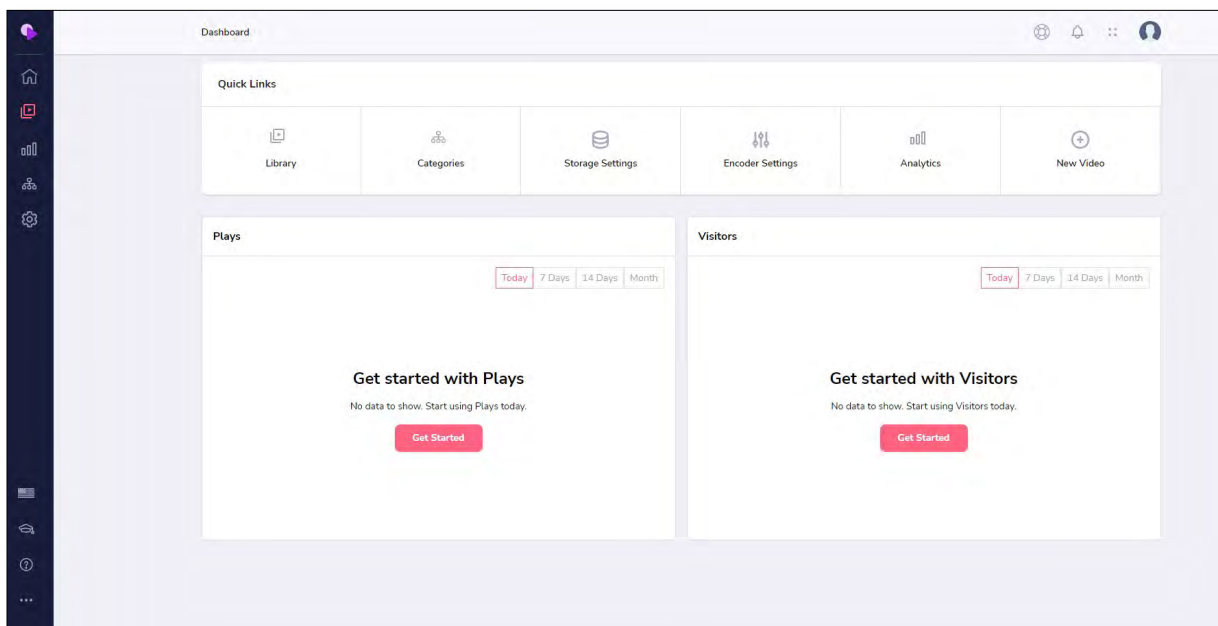 Dashboard
Quick Links
Library
Categories
Storage Settings
Encoder Settings
Analytics
New Video
Plays
Today 7 Days 14 Days Month
Get started with Plays
No data to show. Start using Plays today.
Get Started
Visitors
Today 7 Days 14 Days Month
Get started with Visitors
No data to show. Start using Visitors today.
Get Started